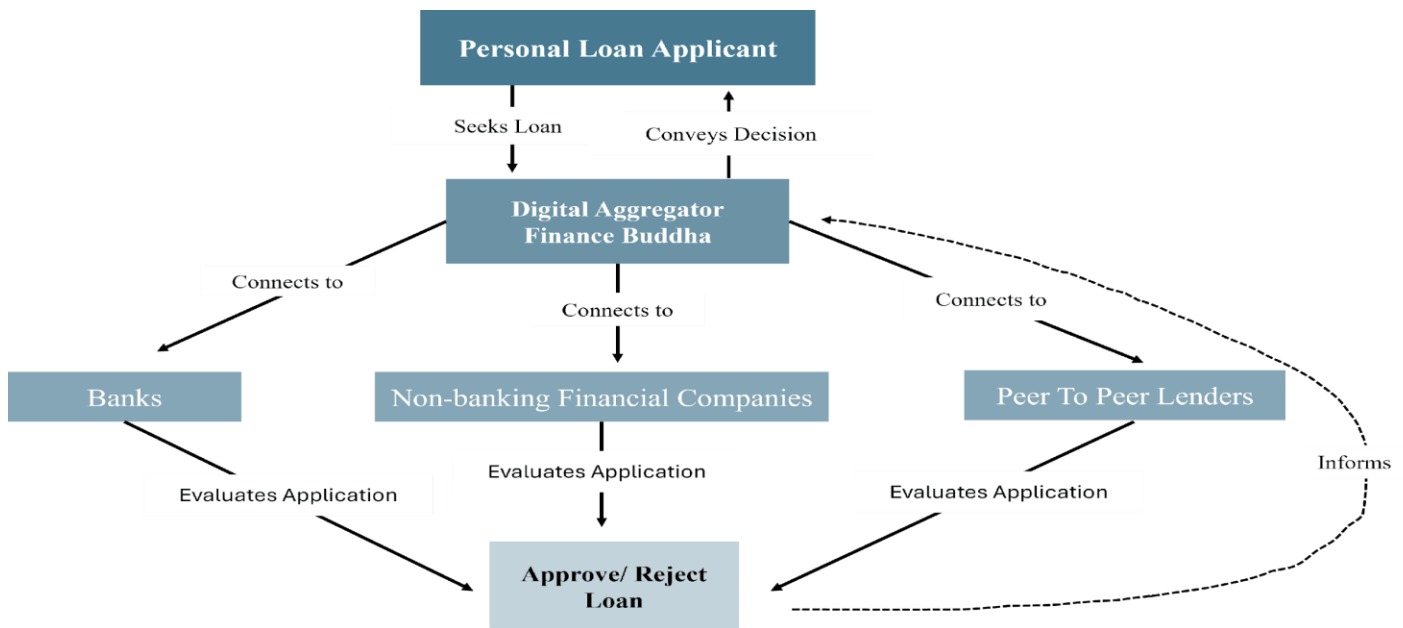 Personal Loan Applicant
Seeks Loan
Conveys Decision
Digital Aggregator
Finance Buddha
Connects to
Connects to
Connects to
Banks
Non-banking Financial Companies
Peer To Peer Lenders
Informs
Evaluates Application
Evaluates Application
Evaluates Application
Approve/ Reject
Loan